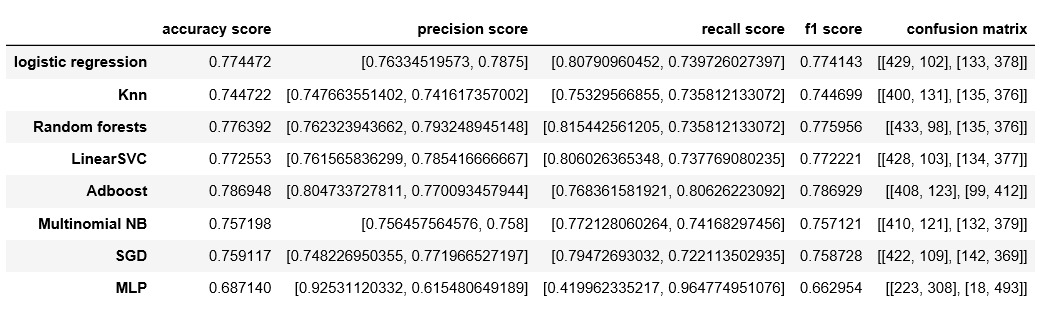 accuracy score precision score recall score f1 score confusion matrix
logistic regression 0.774472 [0.76334519573, 0.7875] [0.80790960452, 0.739726027397] 0.774143 [[429, 102], [133, 378]]
Knn 0.744722 [0.747663551402, 0.741617357002] [0.75329566855, 0.735812133072] 0.744699 [[400, 131], [135, 376]]
Random forests 0.776392 [0.762323943662, 0.793248945148] [0.815442561205, 0.735812133072] 0.775956 [[433, 98], [135, 376]]
LinearSVC 0.772553 [0.761565836299, 0.785416666667] [0.806026365348, 0.737769080235] 0.772221 [[428, 103], [134, 377]]
Adboost 0.786948 [0.804733727811, 0.770093457944] [0.768361581921, 0.80626223092] 0.786929 [[408, 123], [99, 412]]
Multinomial NB 0.757198 [0.756457564576, 0.758] [0.772128060264, 0.74168297456] 0.757121 [[410, 121], [132, 379]]
SGD 0.759117 [0.748226950355, 0.771966527197] [0.79472693032, 0.722113502935] 0.758728 [[422, 109], [142, 369]]
MLP 0.687140 [0.92531120332, 0.615480649189] [0.419962335217, 0.964774951076] 0.662954 [[223, 308], [18, 493]]